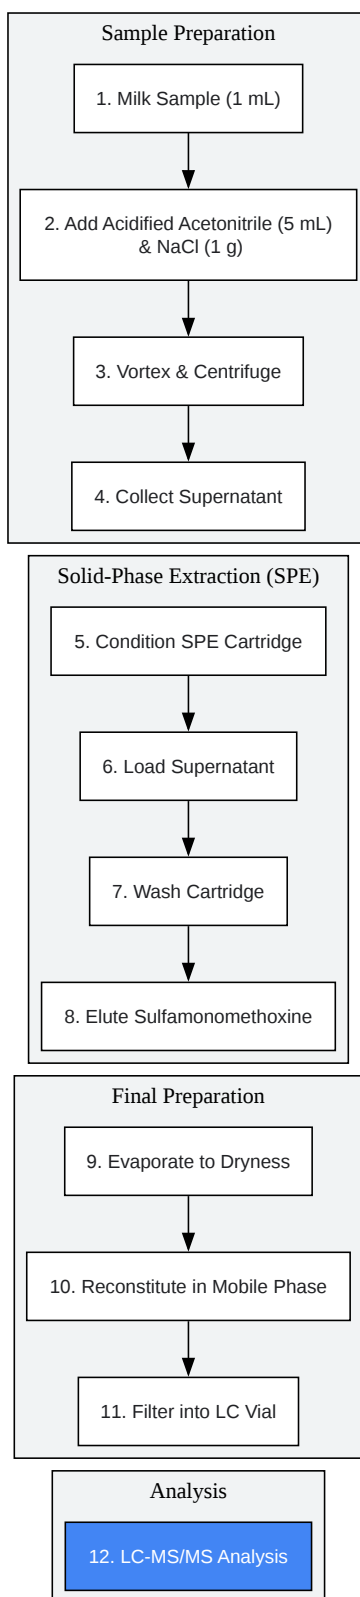 Sample Preparation
1. Milk Sample (1 mL)
2. Add Acidified Acetonitrile (5 mL)
& NaCl (1 g)
3. Vortex & Centrifuge
4. Collect Supernatant
Solid-Phase Extraction (SPE)
5. Condition SPE Cartridge
6. Load Supernatant
7. Wash Cartridge
8. Elute Sulfamonomethoxine
Final Preparation
9. Evaporate to Dryness
10. Reconstitute in Mobile Phase
11. Filter into LC Vial
Analysis
12. LC-MS/MS Analysis